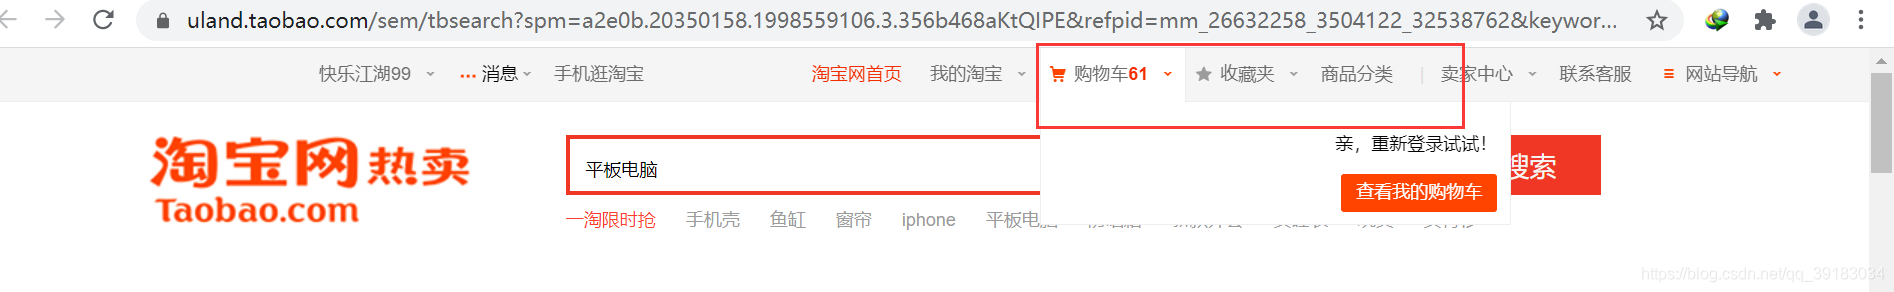 uland.taobao.com/sem/tbsearch?spm=a2e0b.20350158.1998559106.3.356b468aKtQIPE&refpid=mm_26632258_3504122_32538762&keywor...
快乐江湖99 消息 手机逛淘宝 淘宝网首页 我的淘宝 购物车61 收藏夹 商品分类 | 卖家中心 联系客服 网站导航
淘宝网热卖
Taobao.com
平板电脑
搜索
亲，重新登录试试！
查看我的购物车
一淘限时抢 手机壳 鱼缸 窗帘 iphone 平板电脑
https://blog.csdn.net/qq_39183034